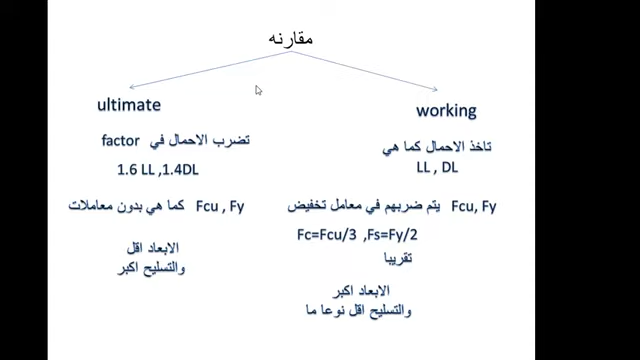 مقارنه
ultimate
تضرب الاحمال في factor
1.6 LL ,1.4DL
Fcu , Fy كما هي بدون معاملات
الابعاد اقل
والتسليح اكبر
working
تاخذ الاحمال كما هي
LL , DL
Fcu, Fy يتم ضربهم في معامل تخفيض
Fc=Fcu/3 ,Fs=Fy/2
تقريبا
الابعاد اكبر
والتسليح اقل نوعا ما